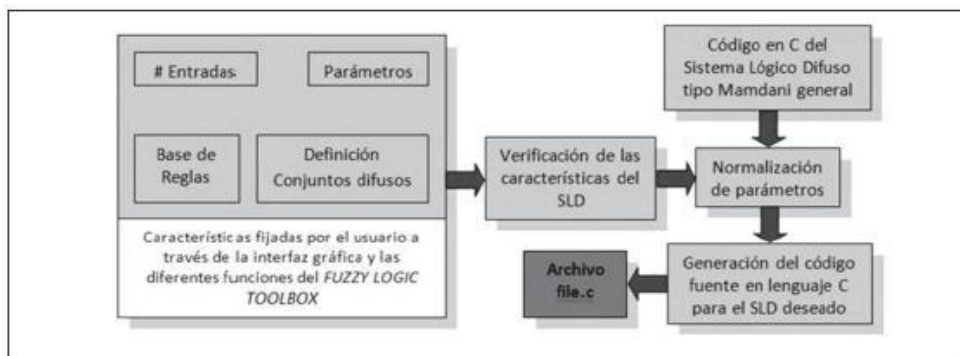 # Entradas
Parámetros
Base de
Reglas
Definición
Conjuntos difusos
Características fijadas por el usuario a
través de la interfaz gráfica y las
diferentes funciones del FUZZY LOGIC
TOOLBOX
Verificación de las
características del
SLD
Código en C del
Sistema Lógico Difuso
tipo Mamdani general
Normalización
de parámetros
Generación del código
fuente en lenguaje C
para el SLD deseado
Archivo
file.c